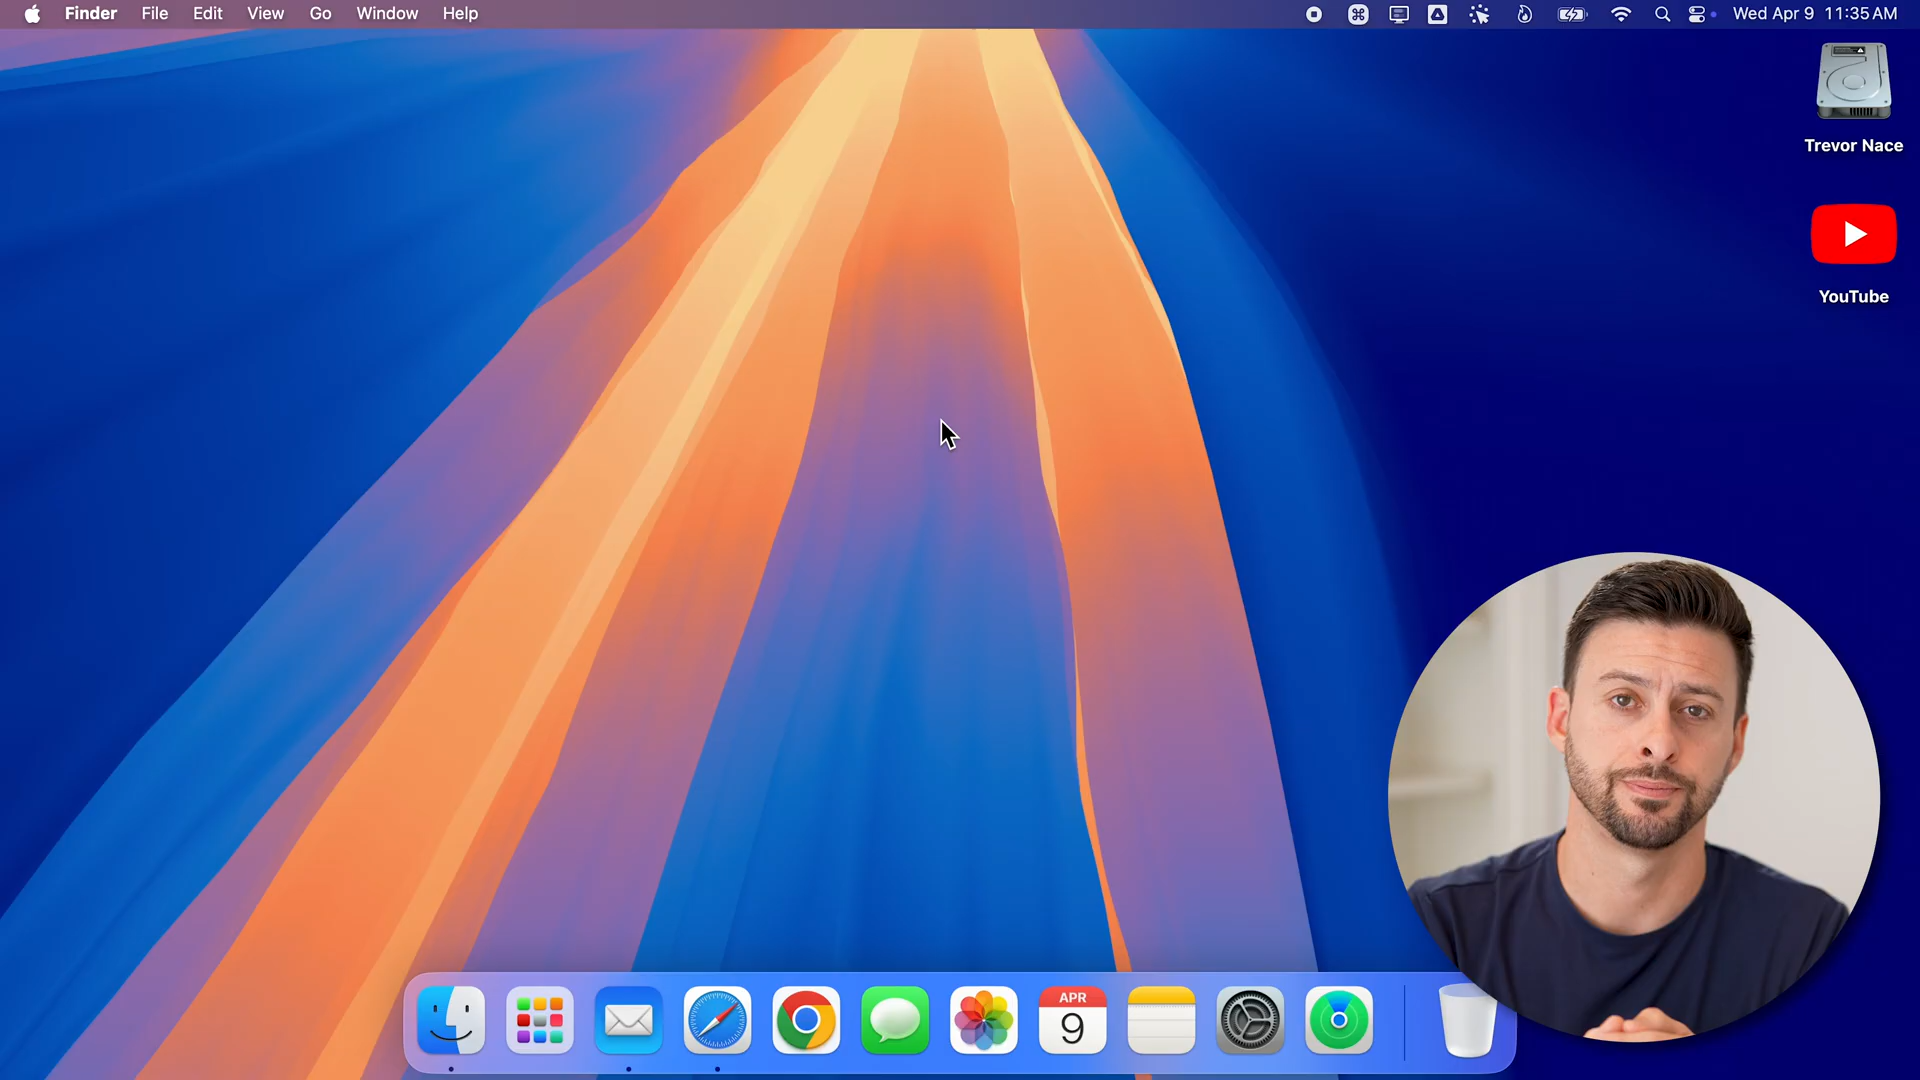 Finder File Edit View Go Window Help Wed Apr 9 11:35 AM
Trevor Nace
YouTube
APR
9